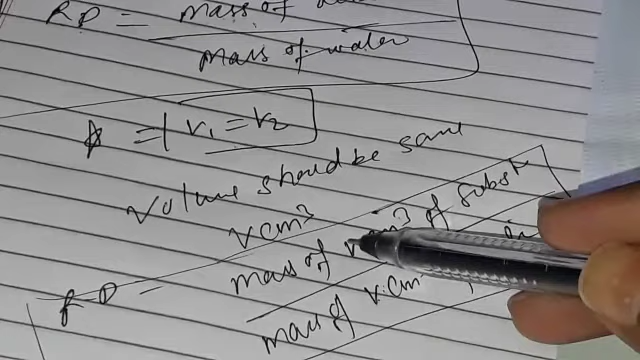 RD = mass of
mass of water
V₁ = V₂
Volume should be same
V cm³
mass of V cm³ of Subst
RD =
mass of V cm